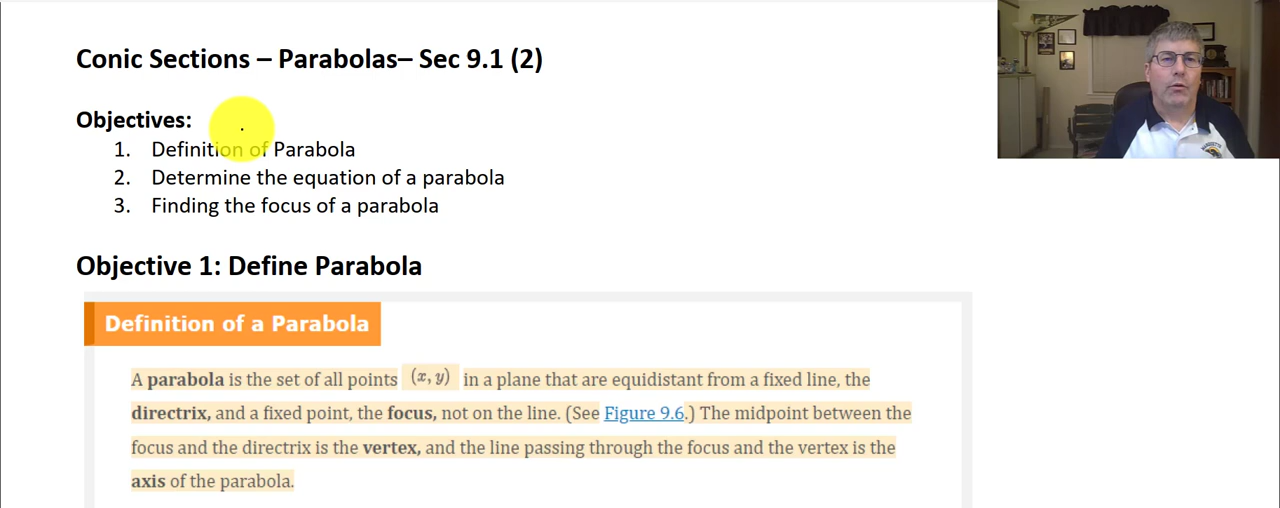 Conic Sections – Parabolas– Sec 9.1 (2)
Objectives:
1. Definition of Parabola
2. Determine the equation of a parabola
3. Finding the focus of a parabola
Objective 1: Define Parabola
Definition of a Parabola
A parabola is the set of all points (x, y) in a plane that are equidistant from a fixed line, the
directrix, and a fixed point, the focus, not on the line. (See Figure 9.6.) The midpoint between the
focus and the directrix is the vertex, and the line passing through the focus and the vertex is the
axis of the parabola.